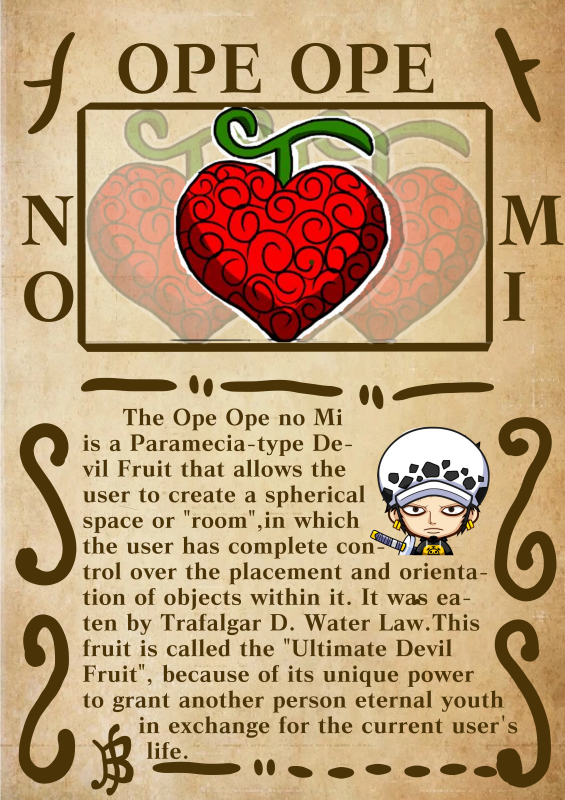 OPE OPE
NO
MI
The Ope Ope no Mi
is a Paramecia-type De-
vil Fruit that allows the
user to create a spherical
space or "room",in which
the user has complete con-
trol over the placement and orienta-
tion of objects within it. It was ea-
ten by Trafalgar D. Water Law.This
fruit is called the "Ultimate Devil
Fruit", because of its unique power
to grant another person eternal youth
in exchange for the current user's
life.